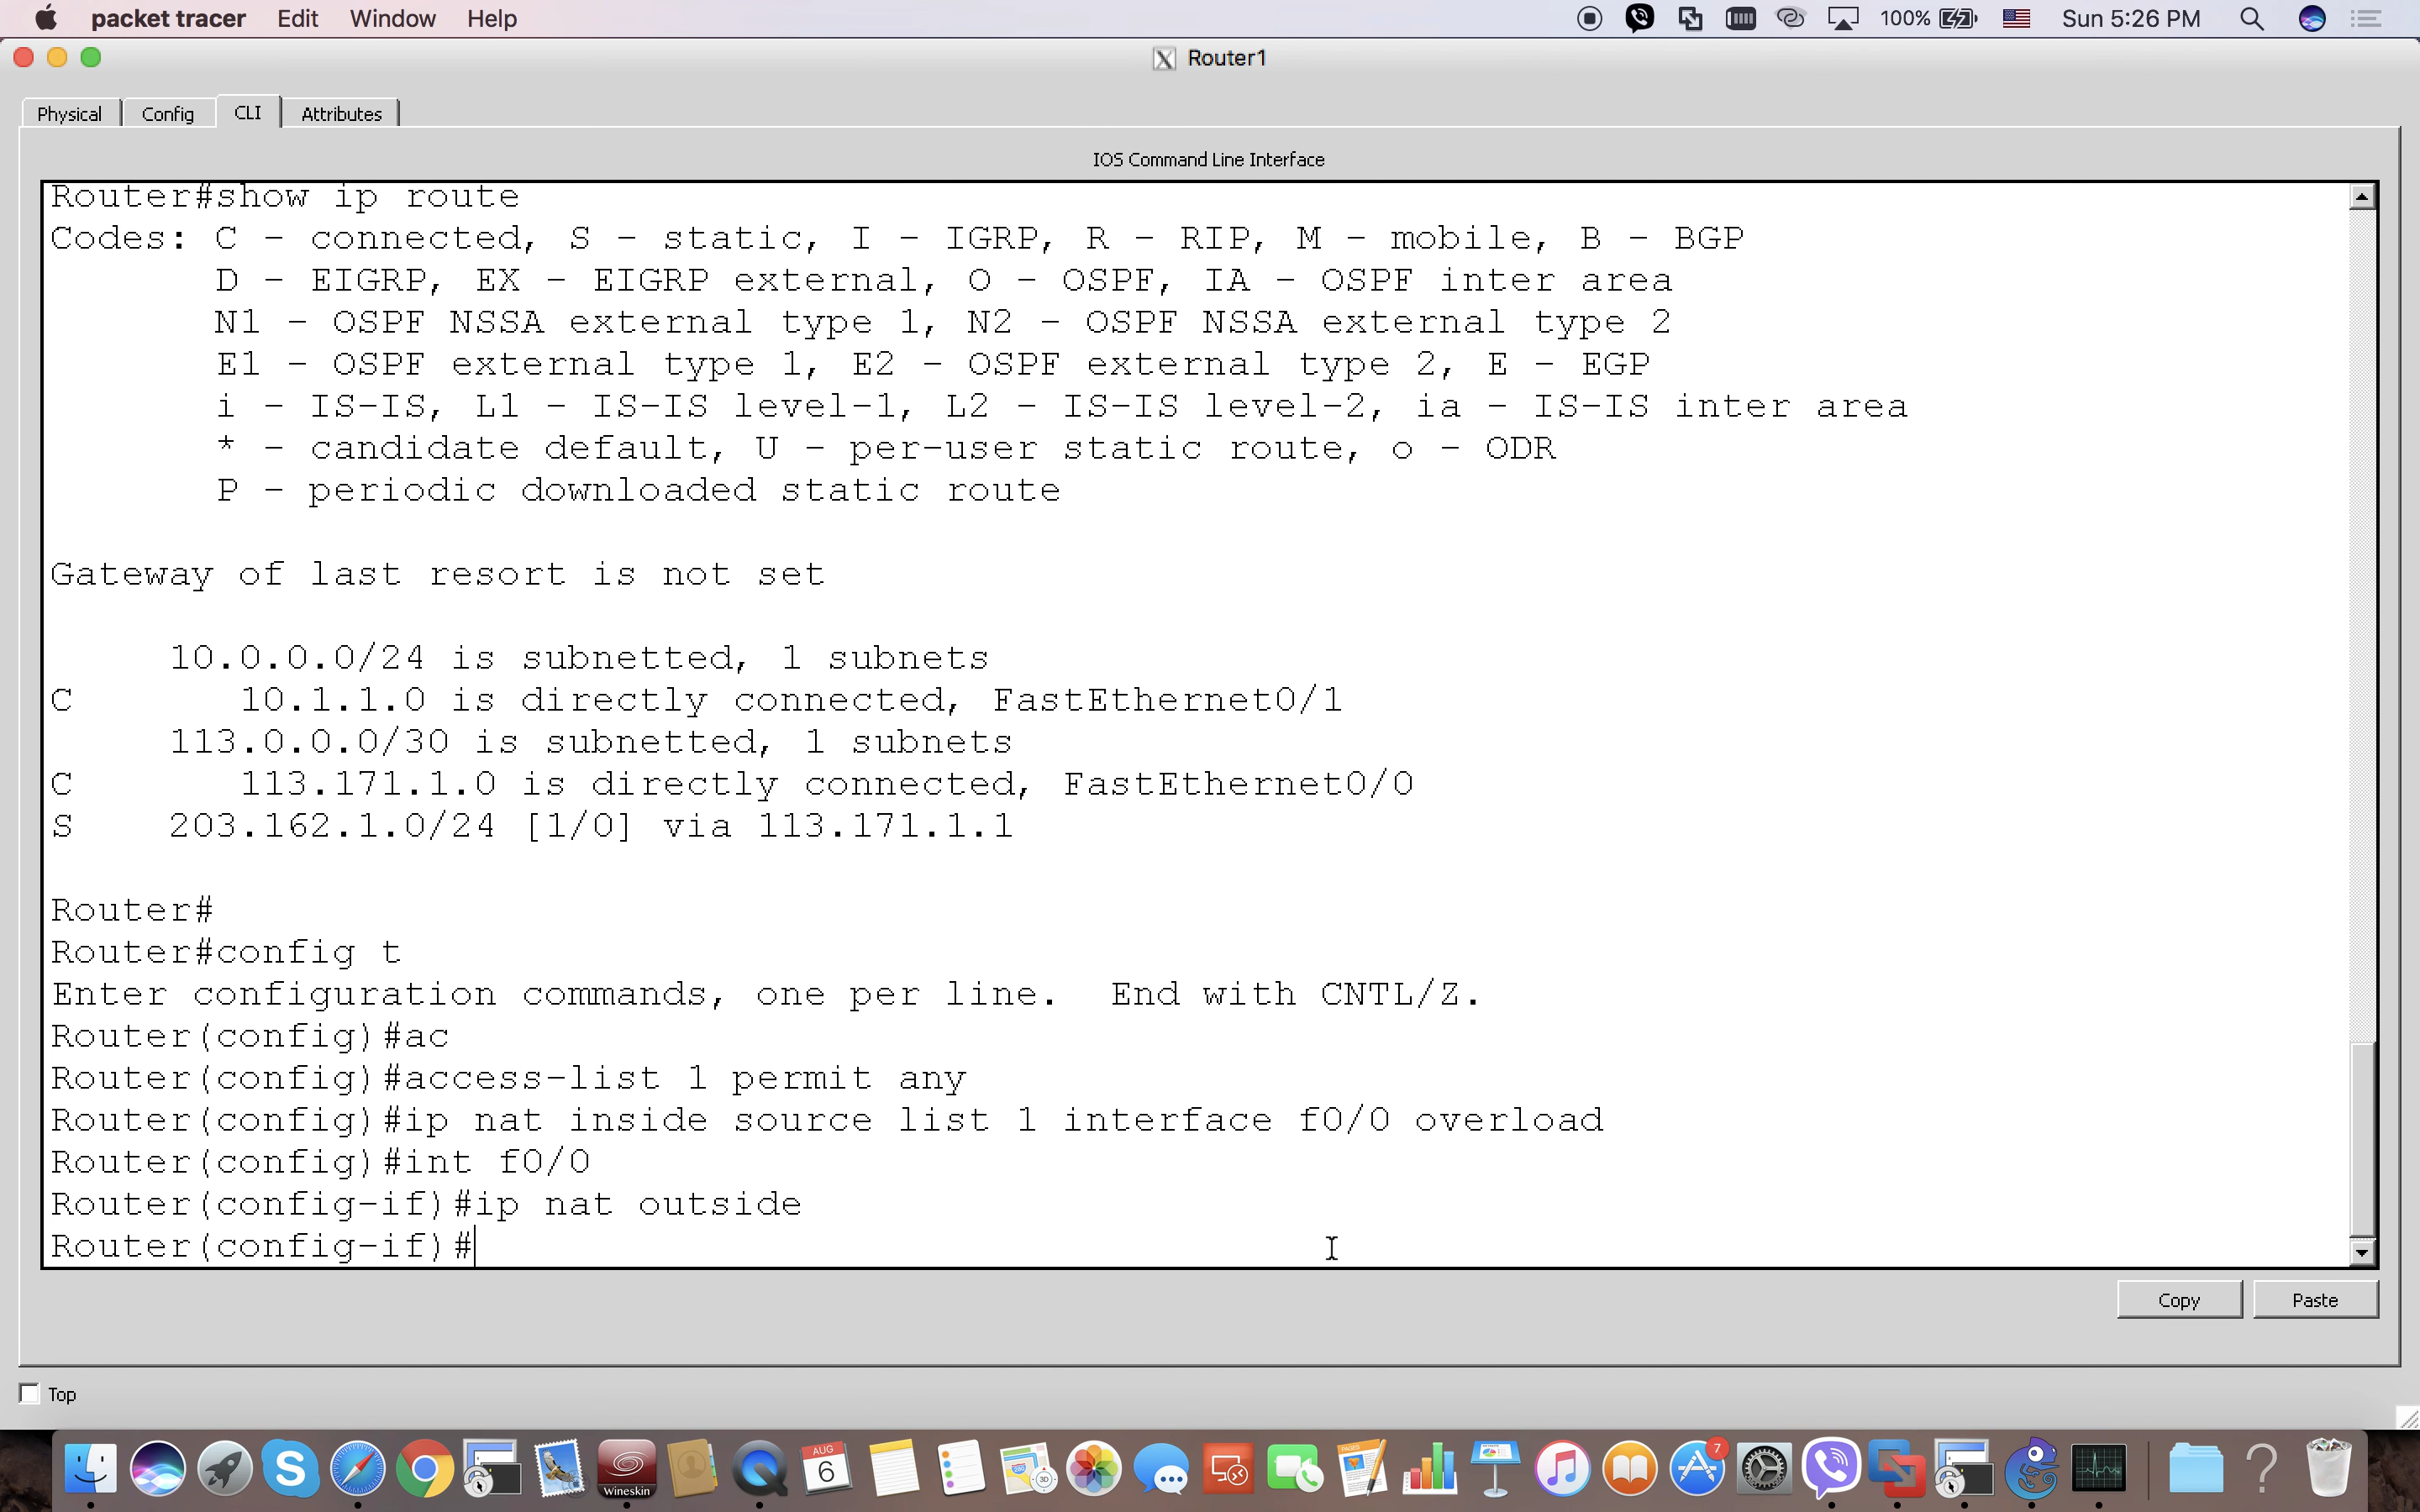 packet tracer Edit Window Help 100% Sun 5:26 PM
Router1
Physical Config CLI Attributes
IOS Command Line Interface
Router#show ip route
Codes: C - connected, S - static, I - IGRP, R - RIP, M - mobile, B - BGP
D - EIGRP, EX - EIGRP external, O - OSPF, IA - OSPF inter area
N1 - OSPF NSSA external type 1, N2 - OSPF NSSA external type 2
E1 - OSPF external type 1, E2 - OSPF external type 2, E - EGP
i - IS-IS, L1 - IS-IS level-1, L2 - IS-IS level-2, ia - IS-IS inter area
* - candidate default, U - per-user static route, o - ODR
P - periodic downloaded static route
Gateway of last resort is not set
10.0.0.0/24 is subnetted, 1 subnets
C 10.1.1.0 is directly connected, FastEthernet0/1
113.0.0.0/30 is subnetted, 1 subnets
C 113.171.1.0 is directly connected, FastEthernet0/0
S 203.162.1.0/24 [1/0] via 113.171.1.1
Router#
Router#config t
Enter configuration commands, one per line. End with CNTL/Z.
Router(config)#ac
Router(config)#access-list 1 permit any
Router(config)#ip nat inside source list 1 interface f0/0 overload
Router(config)#int f0/0
Router(config-if)#ip nat outside
Router(config-if)#
Copy Paste
Top
Wineskin
AUG
6
3D
PAGES
7